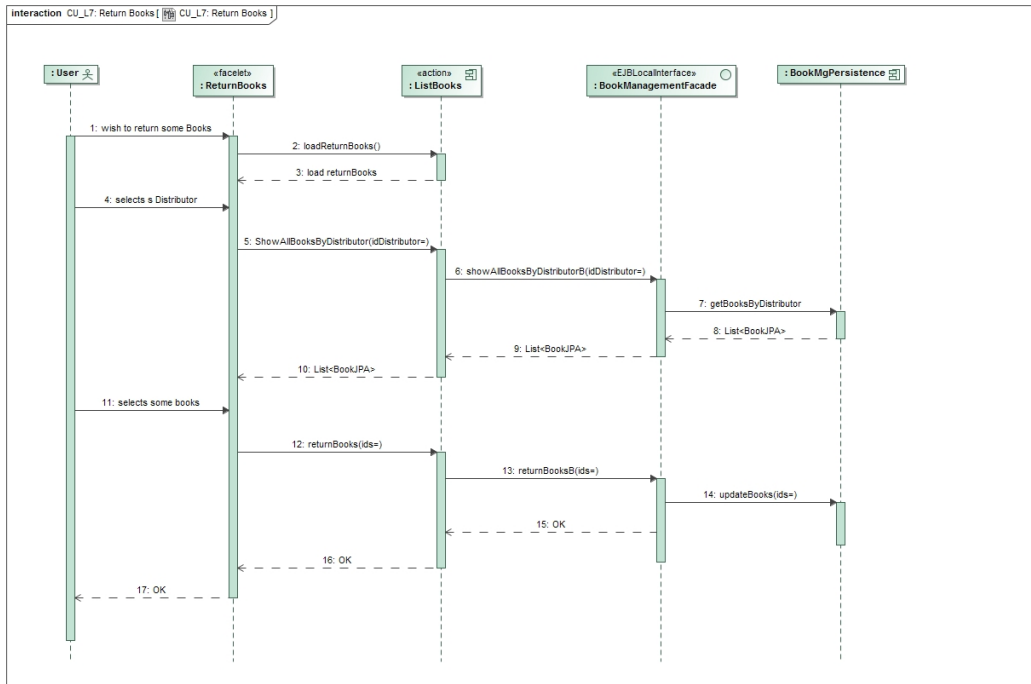 interaction CU_L7: Return Books [ CU_L7: Return Books ]
: User
«facelet»
: ReturnBooks
«action»
: ListBooks
«EJBLocalInterface»
: BookManagementFacade
: BookMgPersistence
1: wish to return some Books
2: loadReturnBooks()
3: load returnBooks
4: selects s Distributor
5: ShowAllBooksByDistributor(idDistributor=)
6: showAllBooksByDistributorB(idDistributor=)
7: getBooksByDistributor
8: List<BookJPA>
9: List<BookJPA>
10: List<BookJPA>
11: selects some books
12: returnBooks(ids=)
13: returnBooksB(ids=)
14: updateBooks(ids=)
15: OK
16: OK
17: OK